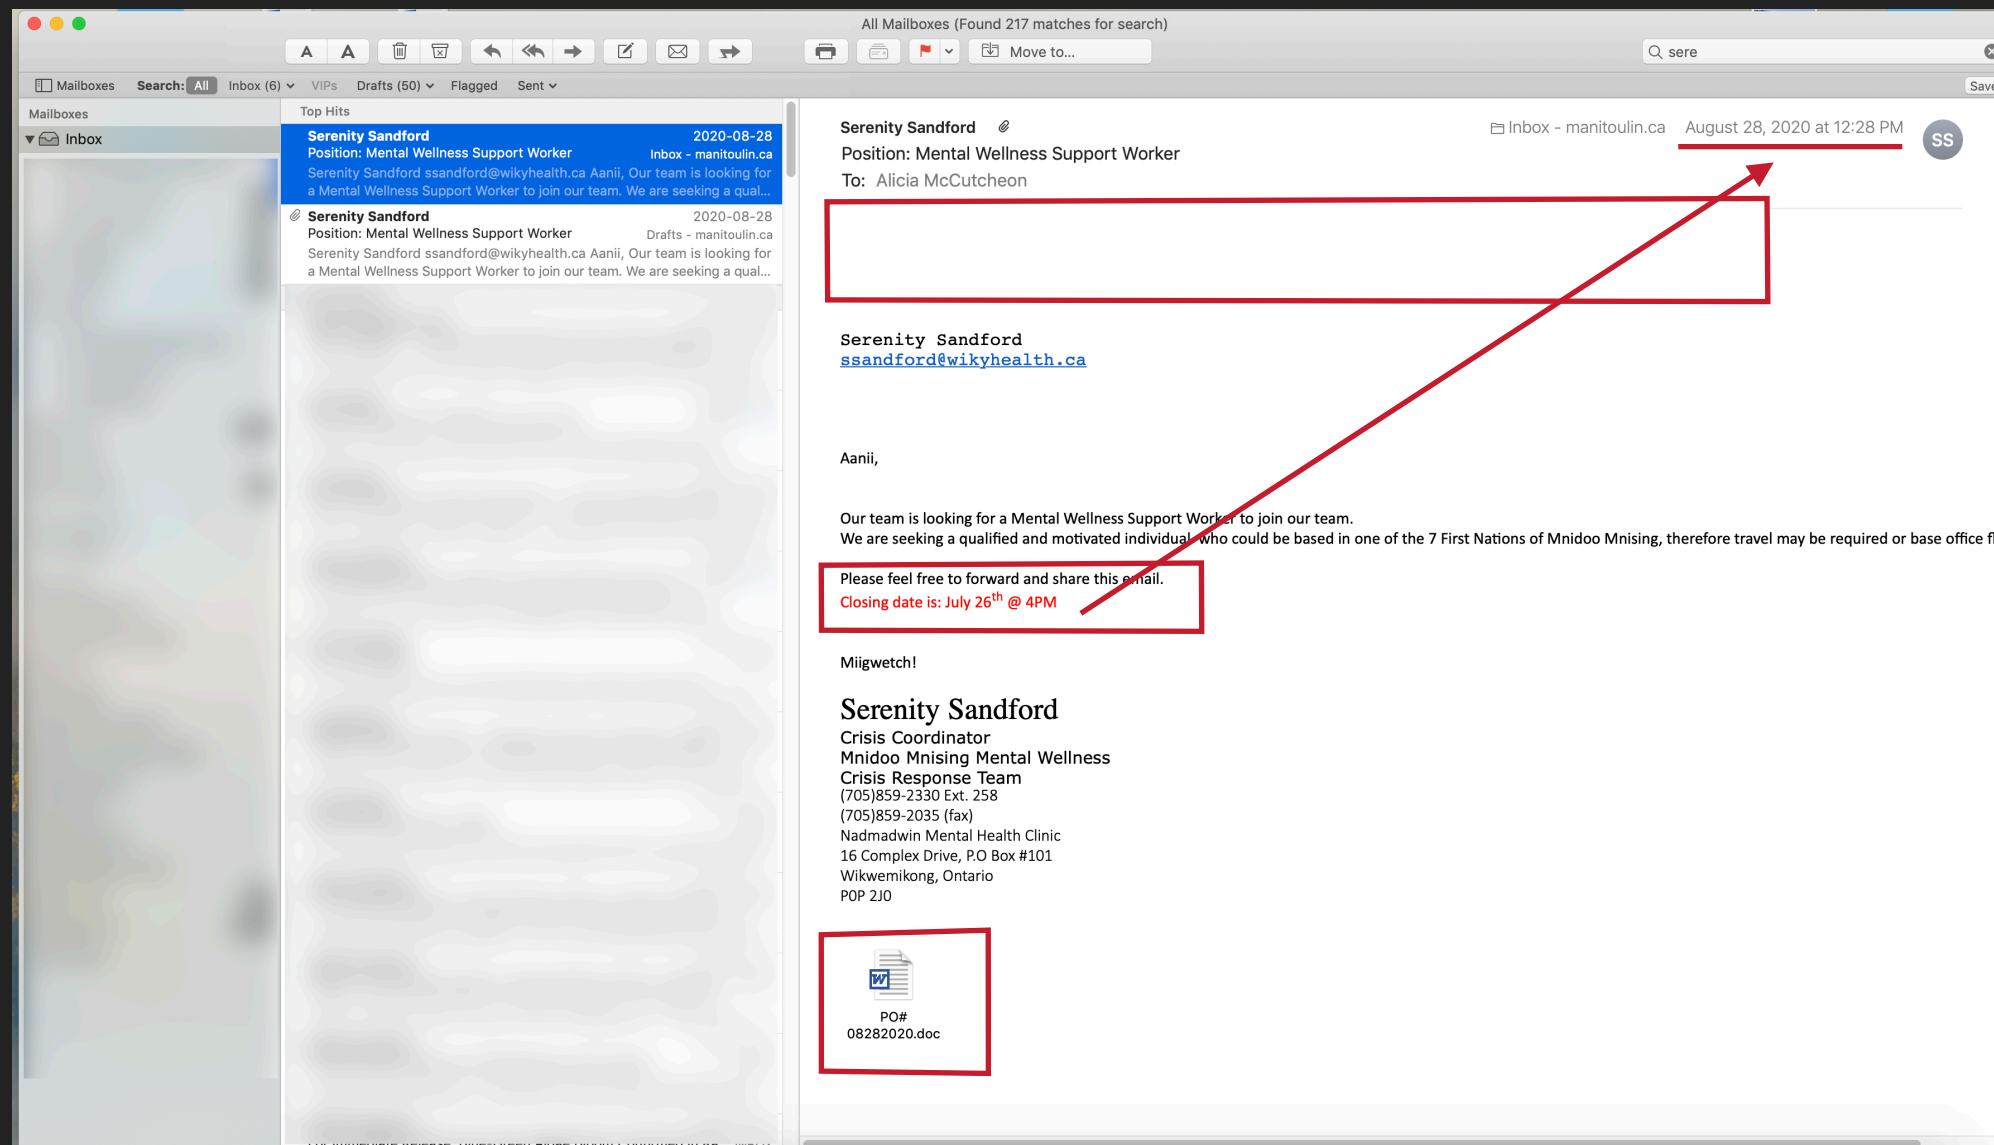 All Mailboxes (Found 217 matches for search)
A A
Move to...
sere
Mailboxes Search: All Inbox (6) VIPs Drafts (50) Flagged Sent
Save
Mailboxes
Inbox
Top Hits
Serenity Sandford 2020-08-28
Position: Mental Wellness Support Worker Inbox - manitoulin.ca
Serenity Sandford ssandford@wikyhealth.ca Aanii, Our team is looking for
a Mental Wellness Support Worker to join our team. We are seeking a qual...
Serenity Sandford 2020-08-28
Position: Mental Wellness Support Worker Drafts - manitoulin.ca
Serenity Sandford ssandford@wikyhealth.ca Aanii, Our team is looking for
a Mental Wellness Support Worker to join our team. We are seeking a qual...
Serenity Sandford
Inbox - manitoulin.ca August 28, 2020 at 12:28 PM
SS
Position: Mental Wellness Support Worker
To: Alicia McCutcheon
Serenity Sandford
ssandford@wikyhealth.ca
Aanii,
Our team is looking for a Mental Wellness Support Worker to join our team.
We are seeking a qualified and motivated individual, who could be based in one of the 7 First Nations of Mnidoo Mnising, therefore travel may be required or base office
Please feel free to forward and share this email.
Closing date is: July 26th @ 4PM
Miigwetch!
Serenity Sandford
Crisis Coordinator
Mnidoo Mnising Mental Wellness
Crisis Response Team
(705)859-2330 Ext. 258
(705)859-2035 (fax)
Nadmadwin Mental Health Clinic
16 Complex Drive, P.O Box #101
Wikwemikong, Ontario
P0P 2J0
W
PO#
08282020.doc